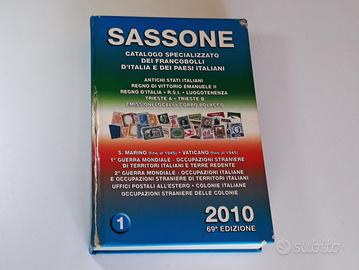 SASSONE
CATALOGO SPECIALIZZATO
DEI FRANCOBOLLI
D'ITALIA E DEI PAESI ITALIANI
ANTICHI STATI ITALIANI
REGNO DI VITTORIO EMANUELE II
REGNO D'ITALIA • R.S.I. • LUOGOTENENZA
TRIESTE A • TRIESTE B
EMISSIONI LOCALI • CORPO POLACCO
S. MARINO (fino al 1945) • VATICANO (fino al 1945)
1ª GUERRA MONDIALE - OCCUPAZIONI STRANIERE
DI TERRITORI ITALIANI E TERRE REDENTE
2ª GUERRA MONDIALE - OCCUPAZIONI ITALIANE
E OCCUPAZIONI STRANIERE DI TERRITORI ITALIANI
UFFICI POSTALI ALL'ESTERO - COLONIE ITALIANE
OCCUPAZIONI STRANIERE DELLE COLONIE
1
2010
69ª EDIZIONE
subito